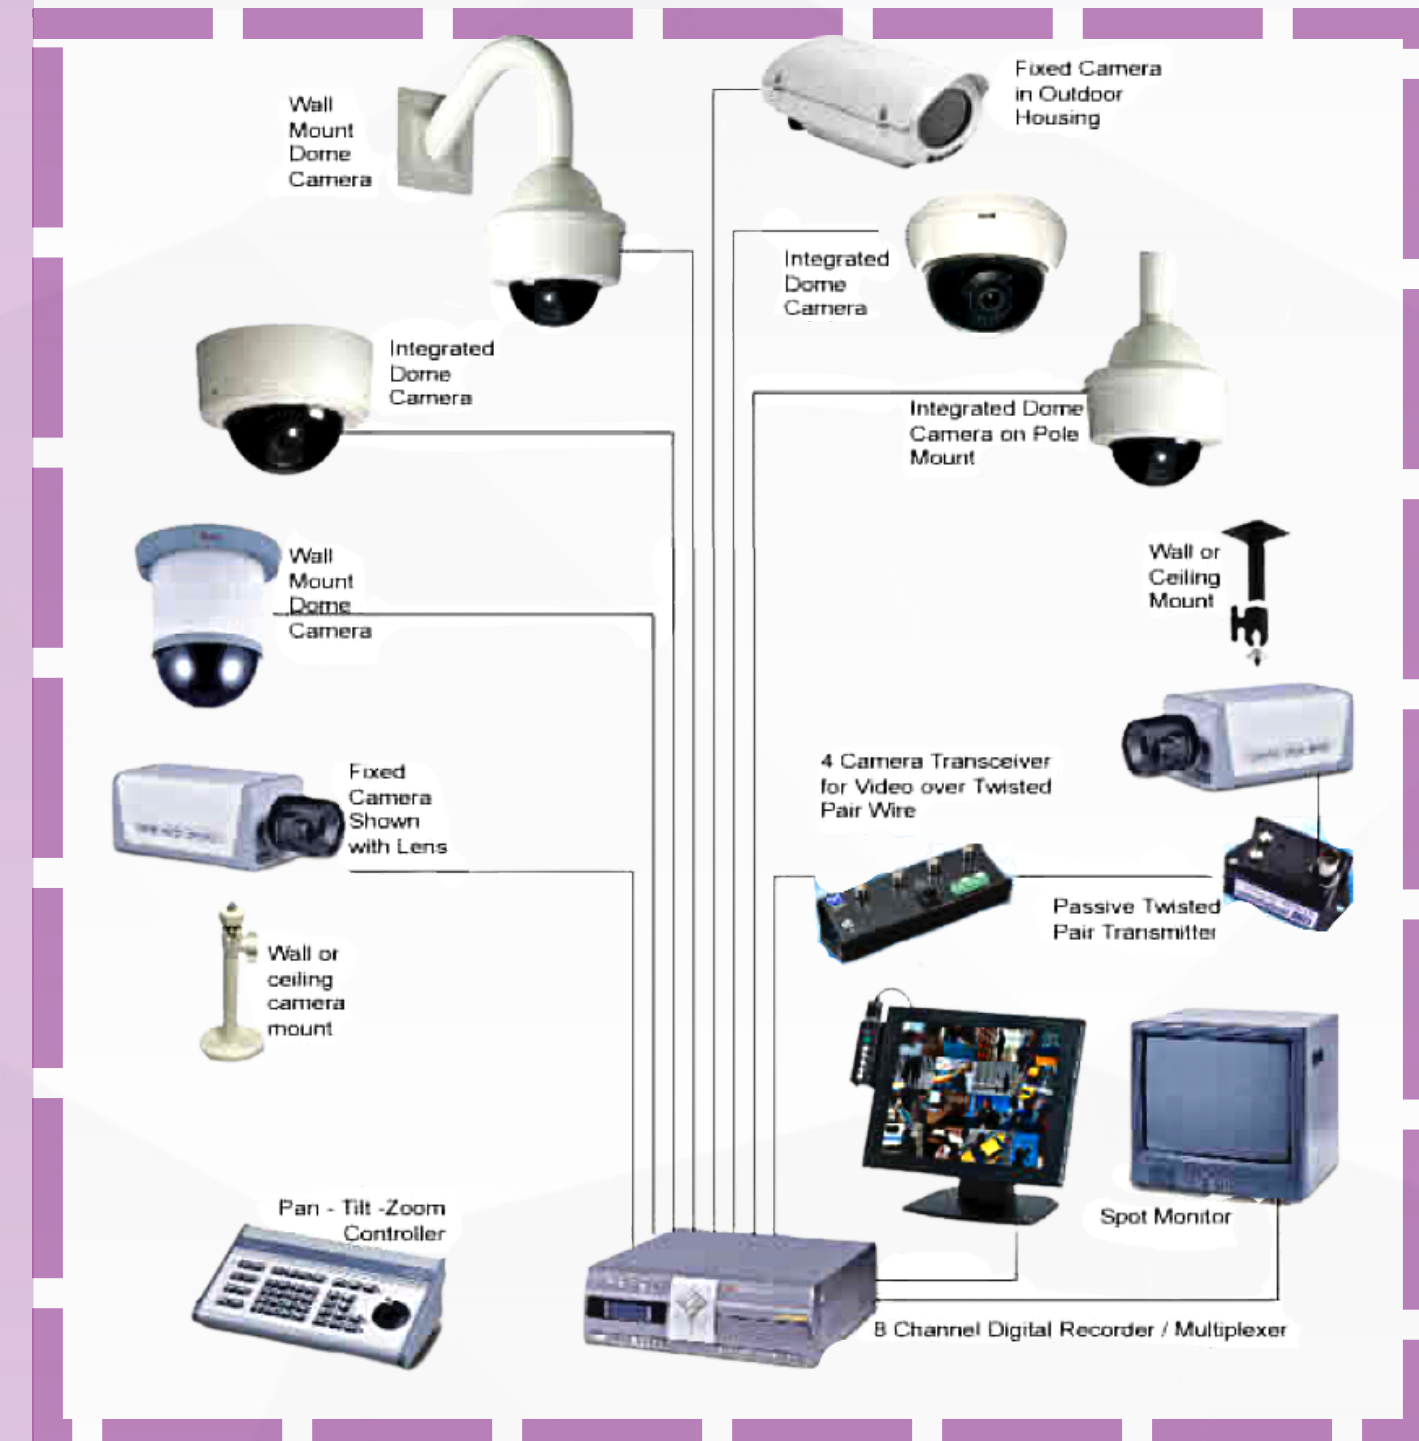 Wall
Mount
Dome
Camera
Fixed Camera
in Outdoor
Housing
Integrated
Dome
Camera
Integrated
Dome
Camera
Integrated Dome
Camera on Pole
Mount
Wall
Mount
Dome
Camera
Wall or
Ceiling
Mount
Fixed
Camera
Shown
with Lens
4 Camera Transceiver
for Video over Twisted
Pair Wire
Passive Twisted
Pair Transmitter
Wall or
ceiling
camera
mount
Spot Monitor
Pan - Tilt -Zoom
Controller
8 Channel Digital Recorder / Multiplexer